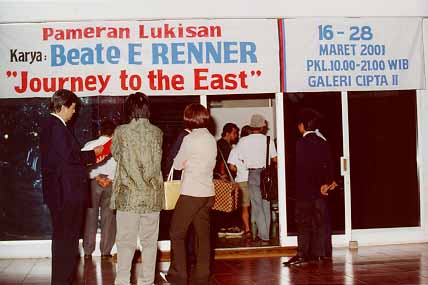 Pameran Lukisan
Karya: Beate E RENNER
"Journey to the East"
16-28
MARET 2001
PKL.10.00-21.00 WIB
GALERI CIPTA II